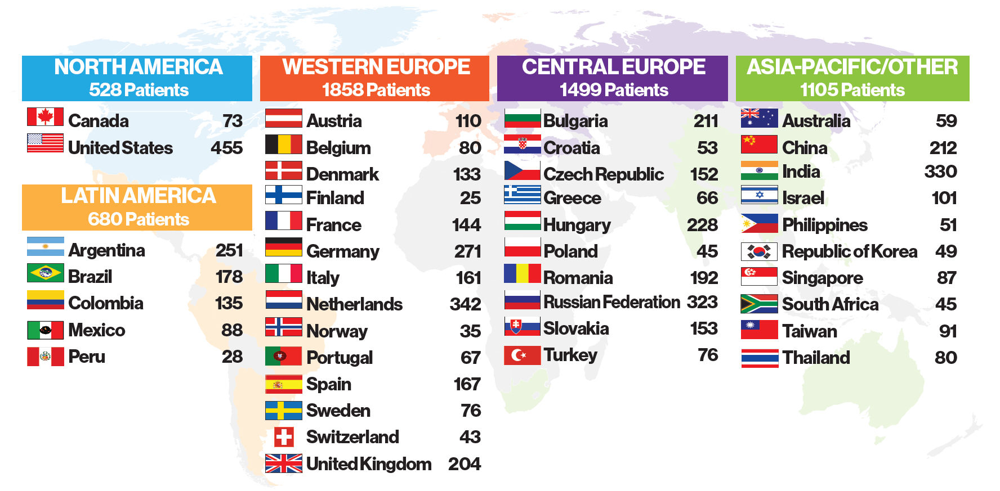 NORTH AMERICA
528 Patients
Canada 73
United States 455
LATIN AMERICA
680 Patients
Argentina 251
Brazil 178
Colombia 135
Mexico 88
Peru 28
WESTERN EUROPE
1858 Patients
Austria 110
Belgium 80
Denmark 133
Finland 25
France 144
Germany 271
Italy 161
Netherlands 342
Norway 35
Portugal 67
Spain 167
Sweden 76
Switzerland 43
United Kingdom 204
CENTRAL EUROPE
1499 Patients
Bulgaria 211
Croatia 53
Czech Republic 152
Greece 66
Hungary 228
Poland 45
Romania 192
Russian Federation 323
Slovakia 153
Turkey 76
ASIA-PACIFIC/OTHER
1105 Patients
Australia 59
China 212
India 330
Israel 101
Philippines 51
Republic of Korea 49
Singapore 87
South Africa 45
Taiwan 91
Thailand 80